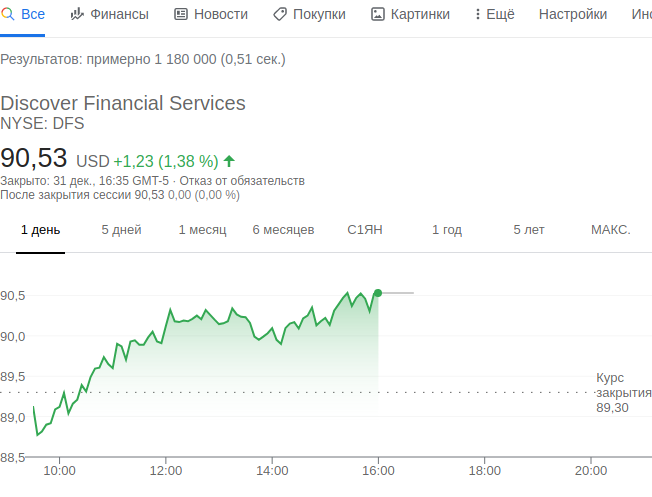 Все Финансы Новости Покупки Картинки Ещё Настройки Инс
Результатов: примерно 1 180 000 (0,51 сек.)
Discover Financial Services
NYSE: DFS
90,53 USD +1,23 (1,38 %)
Закрыто: 31 дек., 16:35 GMT-5 · Отказ от обязательств
После закрытия сессии 90,53 0,00 (0,00 %)
1 день 5 дней 1 месяц 6 месяцев С1ЯН 1 год 5 лет МАКС.
90,5
90,0
89,5
Курс
закрытия
89,30
89,0
88,5
10:00 12:00 14:00 16:00 18:00 20:00